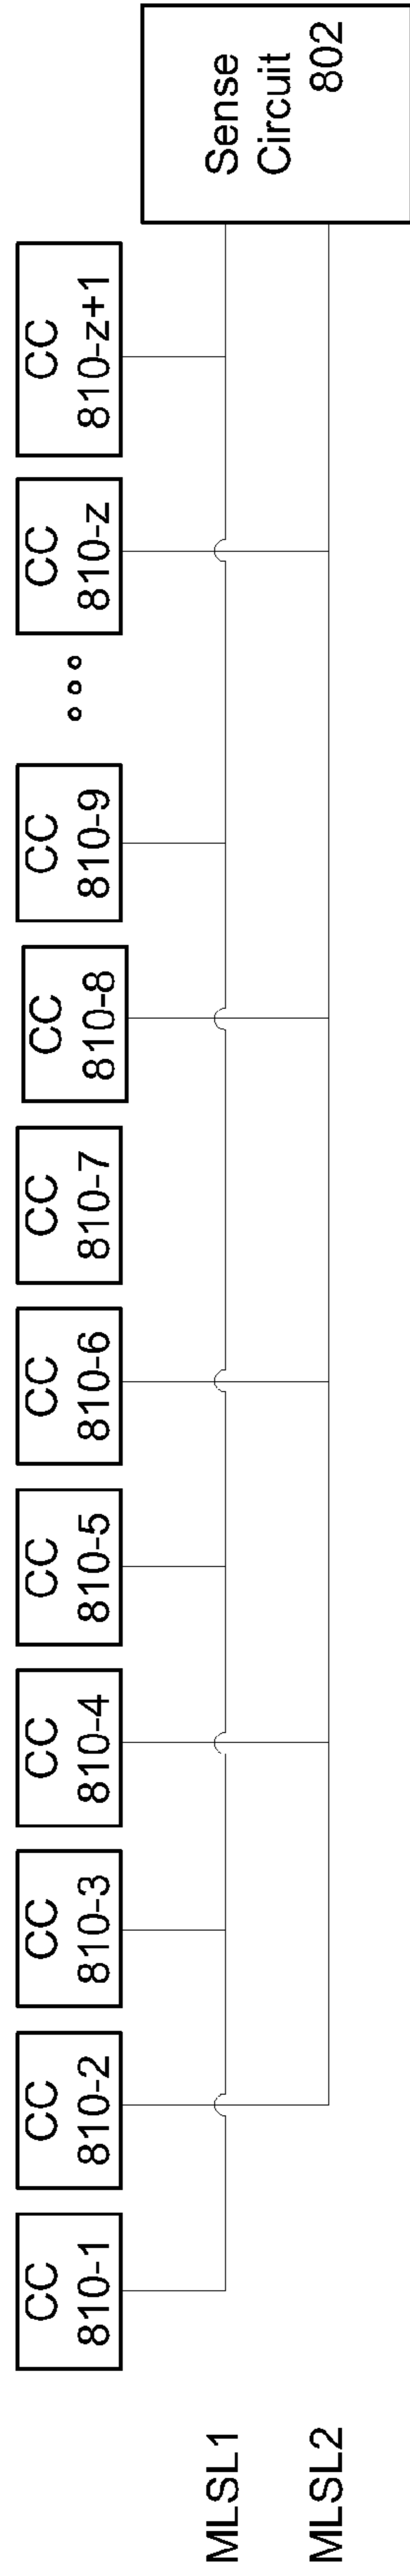 CC
810-1
CC
810-2
CC
810-3
CC
810-4
CC
810-5
CC
810-6
CC
810-7
CC
810-8
CC
810-9
CC
810-z
CC
810-z+1
MLSL1
MLSL2
Sense
Circuit
802